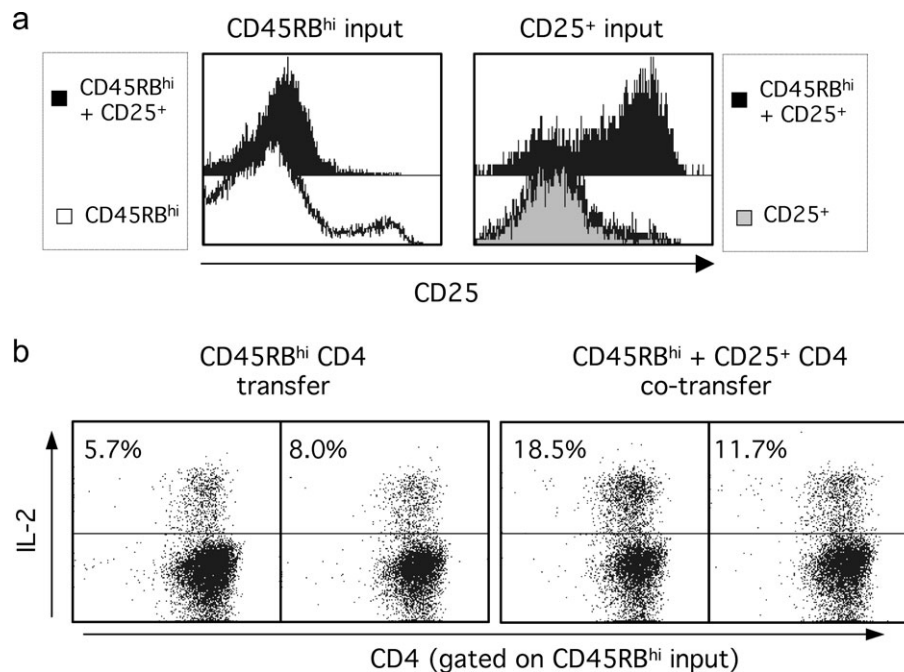 a
CD45RBhi input
CD25+ input
CD45RBhi
+ CD25+
CD45RBhi
CD45RBhi
+ CD25+
CD25+
CD25
b
CD45RBhi CD4
transfer
CD45RBhi + CD25+ CD4
co-transfer
IL-2
5.7%
8.0%
18.5%
11.7%
CD4 (gated on CD45RBhi input)